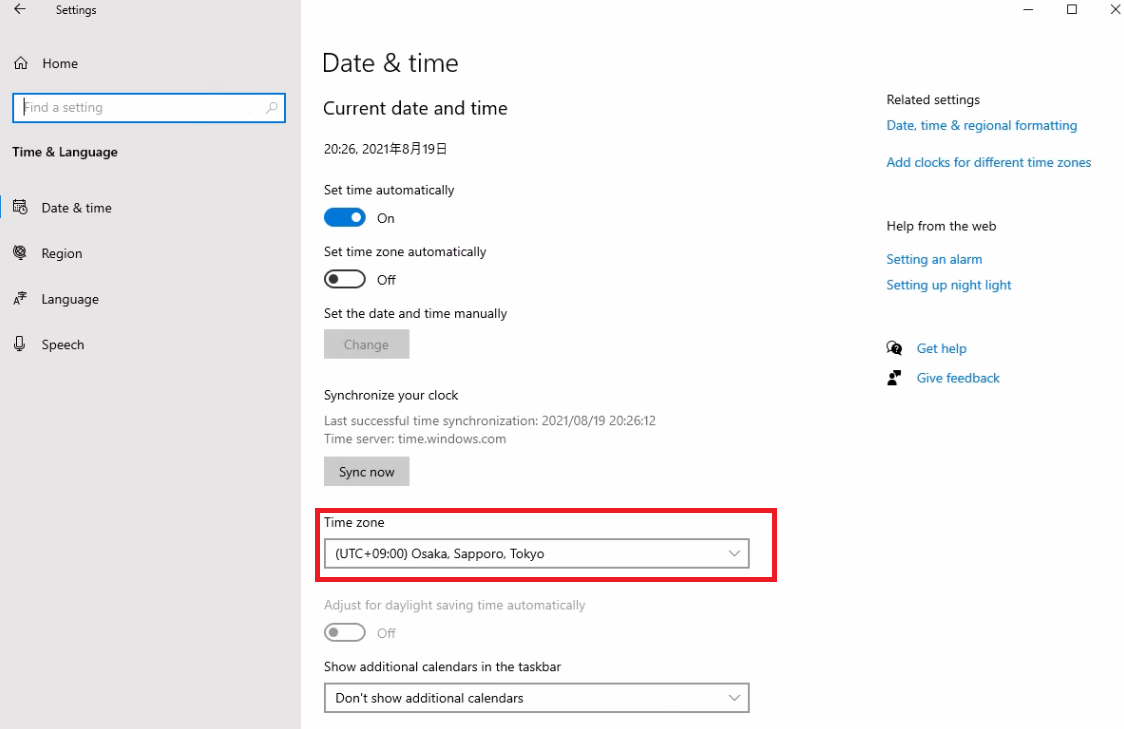 Settings
Home
Find a setting
Time & Language
Date & time
Region
Language
Speech
Date & time
Current date and time
20:26, 2021年8月19日
Set time automatically
On
Set time zone automatically
Off
Set the date and time manually
Change
Synchronize your clock
Last successful time synchronization: 2021/08/19 20:26:12
Time server: time.windows.com
Sync now
Time zone
(UTC+09:00) Osaka, Sapporo, Tokyo
Adjust for daylight saving time automatically
Off
Show additional calendars in the taskbar
Don't show additional calendars
Related settings
Date, time & regional formatting
Add clocks for different time zones
Help from the web
Setting an alarm
Setting up night light
Get help
Give feedback